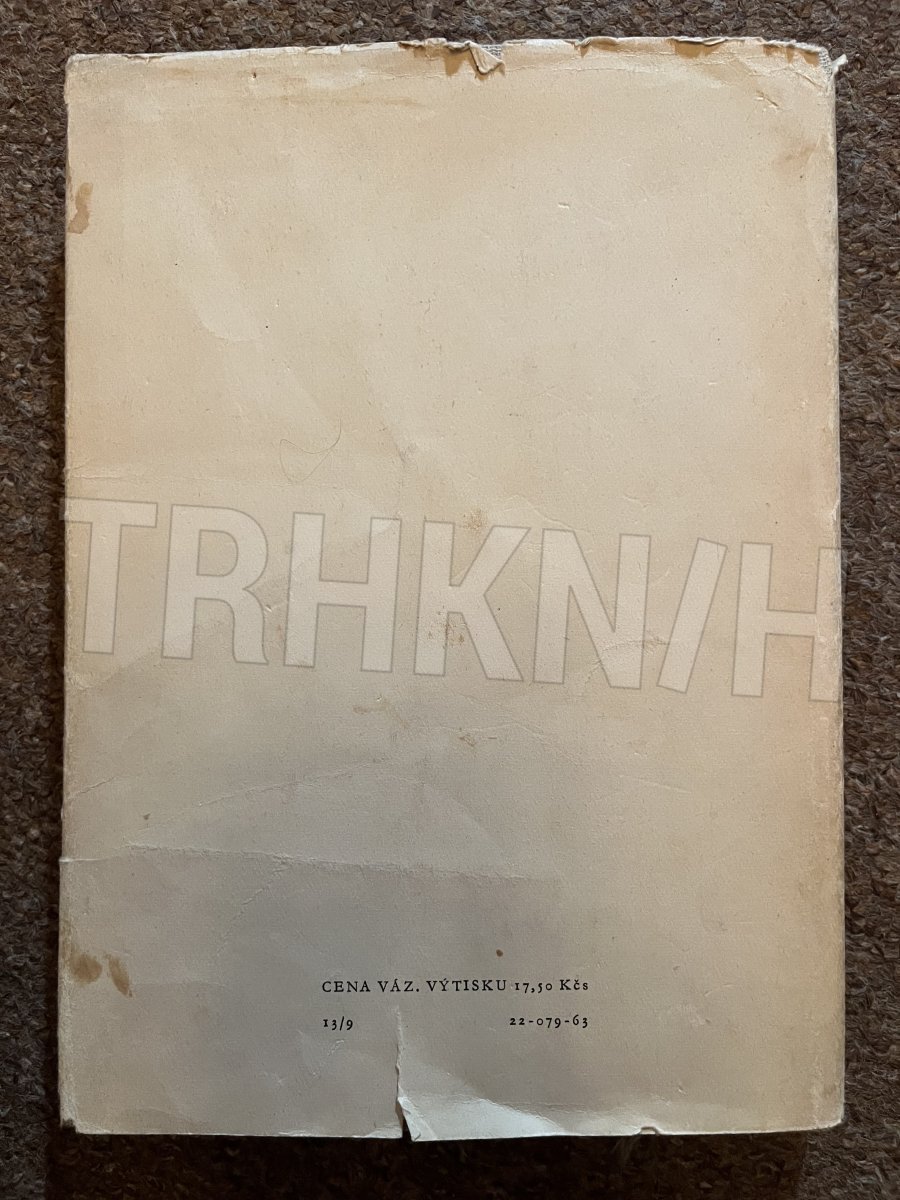 TRHKN/H
CENA VÁZ. VÝTISKU 17,50 Kčs
13/9 22-079-63